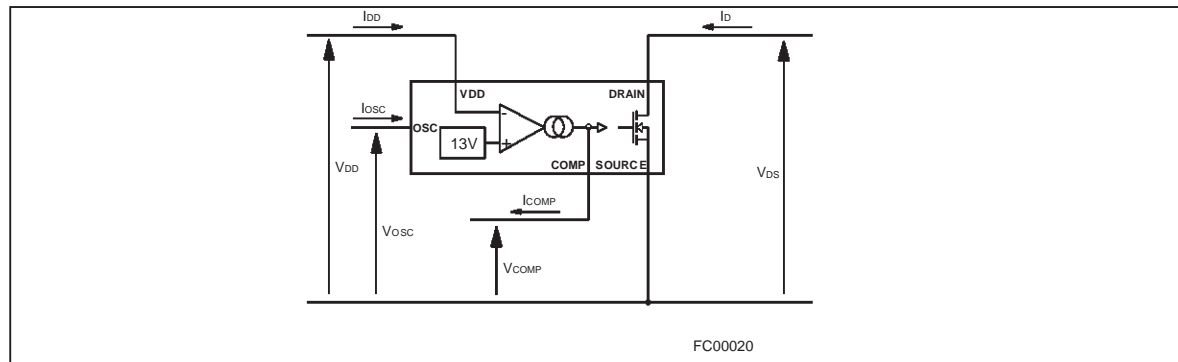 IDD
ID
VDD
DRAIN
IOSC
OSC
-
13V
+
COMP
SOURCE
VDD
VDS
ICOMP
VOSC
VCOMP
FC00020